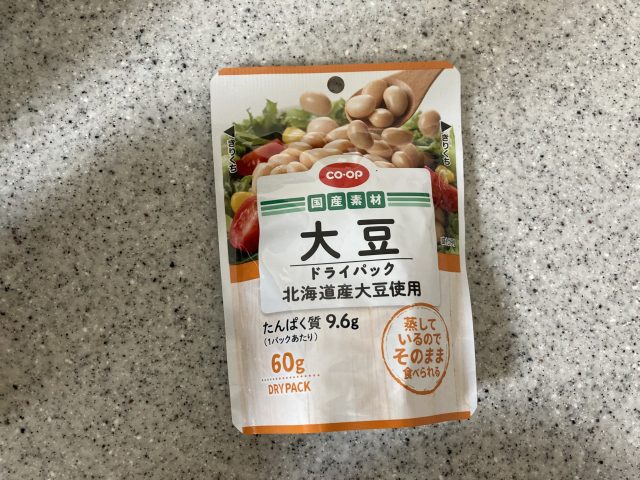 きりくち
きりくち
CO·OP
国産素材
大豆
ドライパック
北海道産大豆使用
たんぱく質 9.6g
(1パックあたり)
60g
DRY PACK
蒸して
いるので
そのまま
食べられる